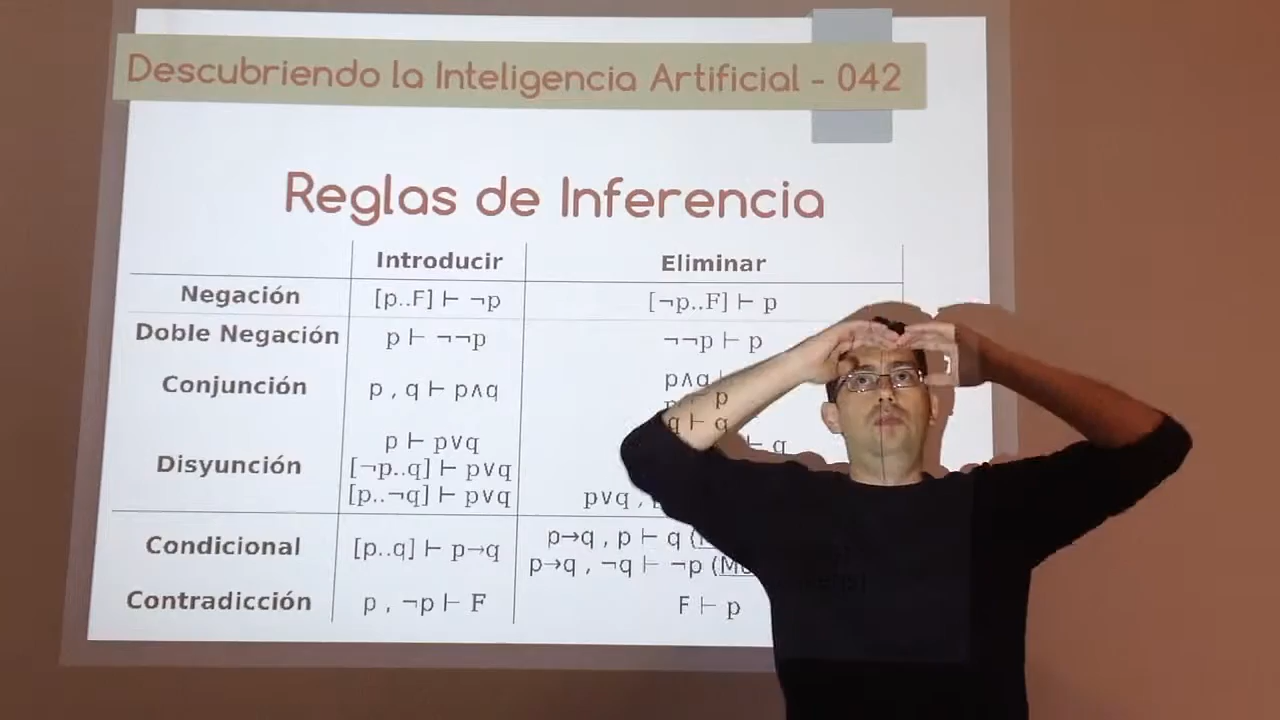 Descubriendo la Inteligencia Artificial - 042
Reglas de Inferencia
Introducir Eliminar
Negación [p..F] ⊢ ¬p [¬p..F] ⊢ p
Doble Negación p ⊢ ¬¬p ¬¬p ⊢ p
Conjunción p , q ⊢ p∧q p∧q
p
q ⊢ q
Disyunción p ⊢ p∨q ⊢ q
[¬p..q] ⊢ p∨q
[p..¬q] ⊢ p∨q p∨q ,
Condicional [p..q] ⊢ p→q p→q , p ⊢ q (
p→q , ¬q ⊢ ¬p (
Contradicción p , ¬p ⊢ F F ⊢ p